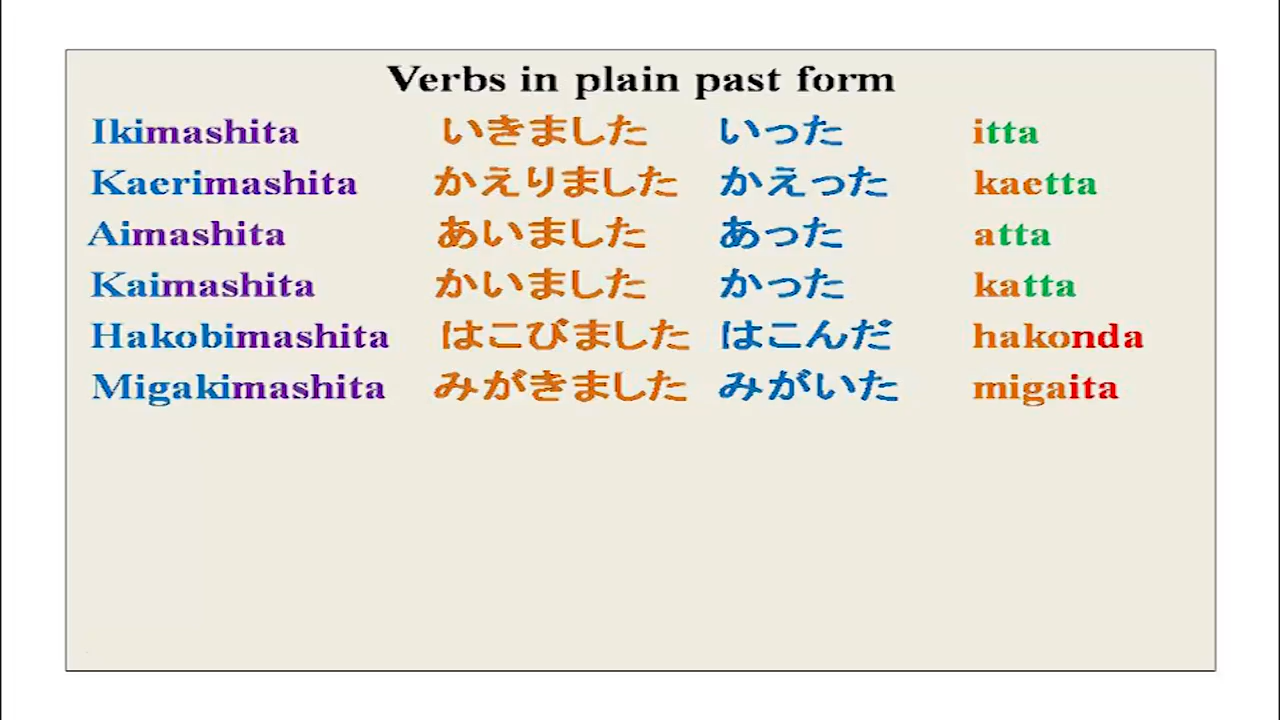 Verbs in plain past form
Ikimashita いきました いった itta
Kaerimashita かえりました かえった kaetta
Aimashita あいました あった atta
Kaimashita かいました かった katta
Hakobimashita はこびました はこんだ hakonda
Migakimashita みがきました みがいた migaita